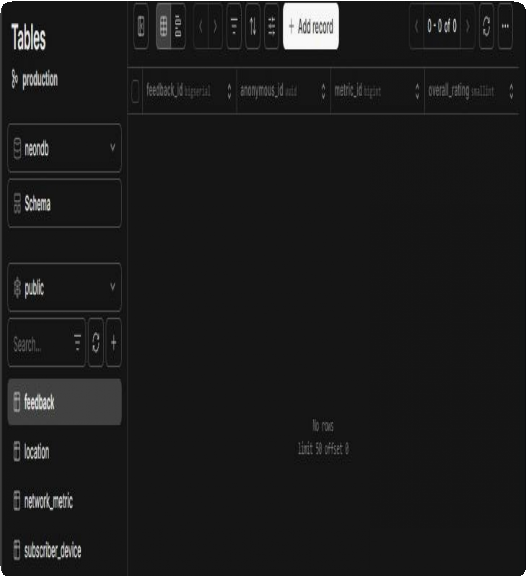 Tables
production
neondb
Schema
public
Search...
feedback
location
network_metric
subscriber_device
+ Add record
0 - 0 of 0
feedback_id bigserial
anonymous_id uuid
metric_id bigint
overall_rating smallint
No rows
limit 50 offset 0